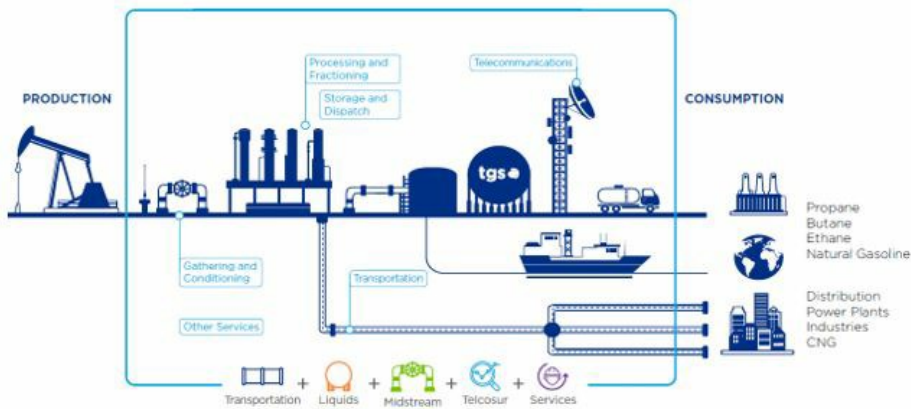 Processing and
Fractioning
Telecommunications
PRODUCTION
Storage and
Dispatch
CONSUMPTION
tgs
Propane
Butane
Ethane
Natural Gasoline
Gathering and
Conditioning
Transportation
Distribution
Power Plants
Industries
CNG
Other Services
+ + + +
Transportation
Liquids
Midstream
Telcosur
Services